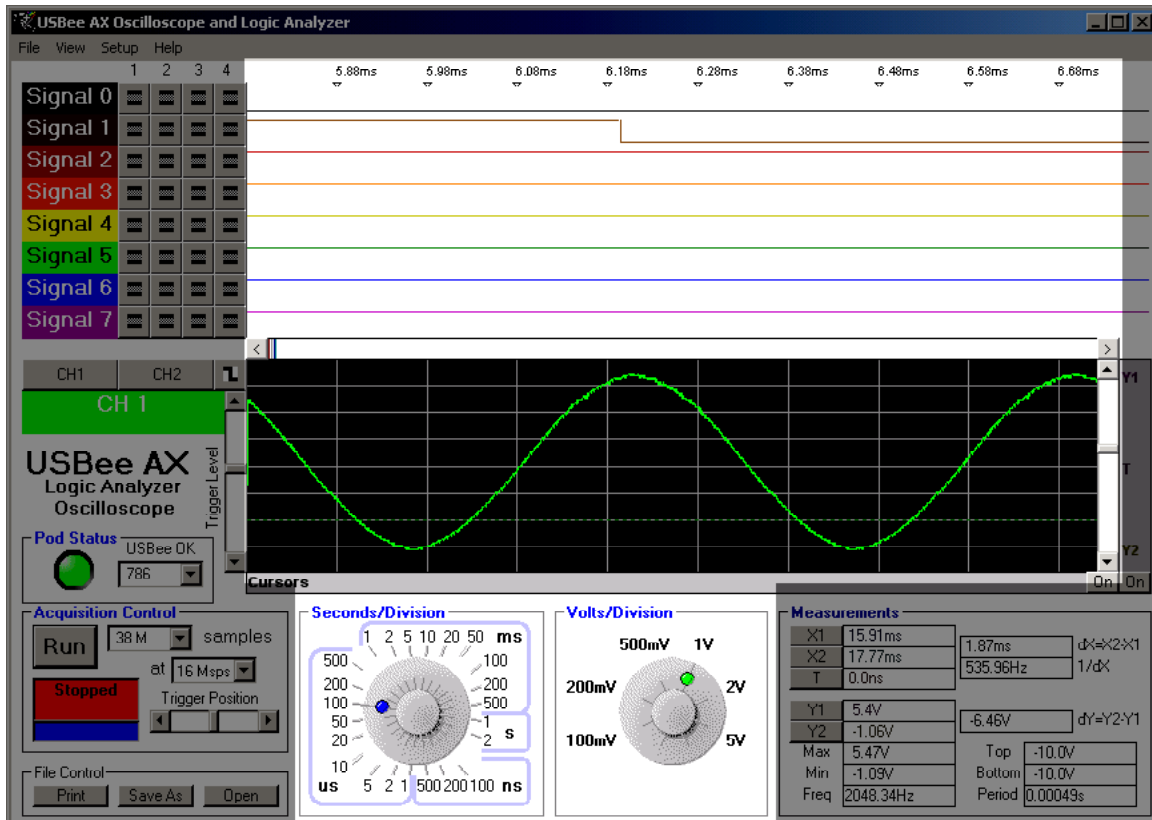 USBee AX Oscilloscope and Logic Analyzer
File View Setup Help
1 2 3 4
5.88ms 5.98ms 6.08ms 6.18ms 6.28ms 6.38ms 6.48ms 6.58ms 6.68ms
Signal 0
Signal 1
Signal 2
Signal 3
Signal 4
Signal 5
Signal 6
Signal 7
CH1 CH2
CH 1
Y1
USBee AX
Logic Analyzer
Oscilloscope
Trigger Level
T
Pod Status
USBee OK
786
Y2
Cursors
On On
Acquisition Control
Run 38 M samples
at 16 Msps
Stopped
Trigger Position
File Control
Print Save As Open
Seconds/Division
1 2 5 10 20 50 ms
500 100
200 200
100 500
50 1
20 2 s
10
us 5 2 1 500 200 100 ns
Volts/Division
500mV 1V
200mV 2V
100mV 5V
Measurements
X1 15.91ms
X2 17.77ms
T 0.0ns
1.87ms dX=X2-X1
535.96Hz 1/dX
Y1 5.4V
Y2 -1.06V
-6.46V dY=Y2-Y1
Max 5.47V Top -10.0V
Min -1.09V Bottom -10.0V
Freq 2048.34Hz Period 0.00049s